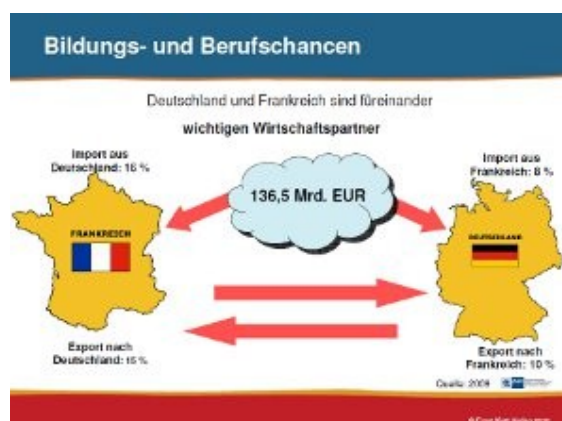 Bildungs- und Berufschancen
Deutschland und Frankreich sind füreinander
wichtigen Wirtschaftspartner
Import aus
Deutschland: 16 %
Import aus
Frankreich: 8 %
136,5 Mrd. EUR
FRANKREICH
DEUTSCHLAND
Export nach
Deutschland: 15 %
Export nach
Frankreich: 10 %
Quelle: 2009